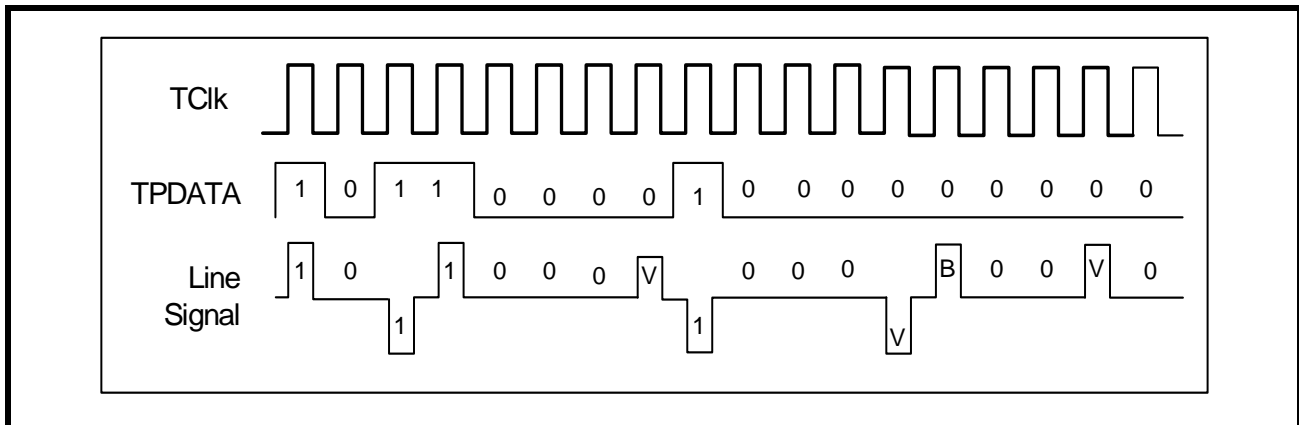 TClk
TPDATA 1 0 1 1 0 0 0 0 1 0 0 0 0 0 0 0 0 0
Line Signal 1 0 1 1 0 0 0 V 1 0 0 0 V B 0 0 V 0